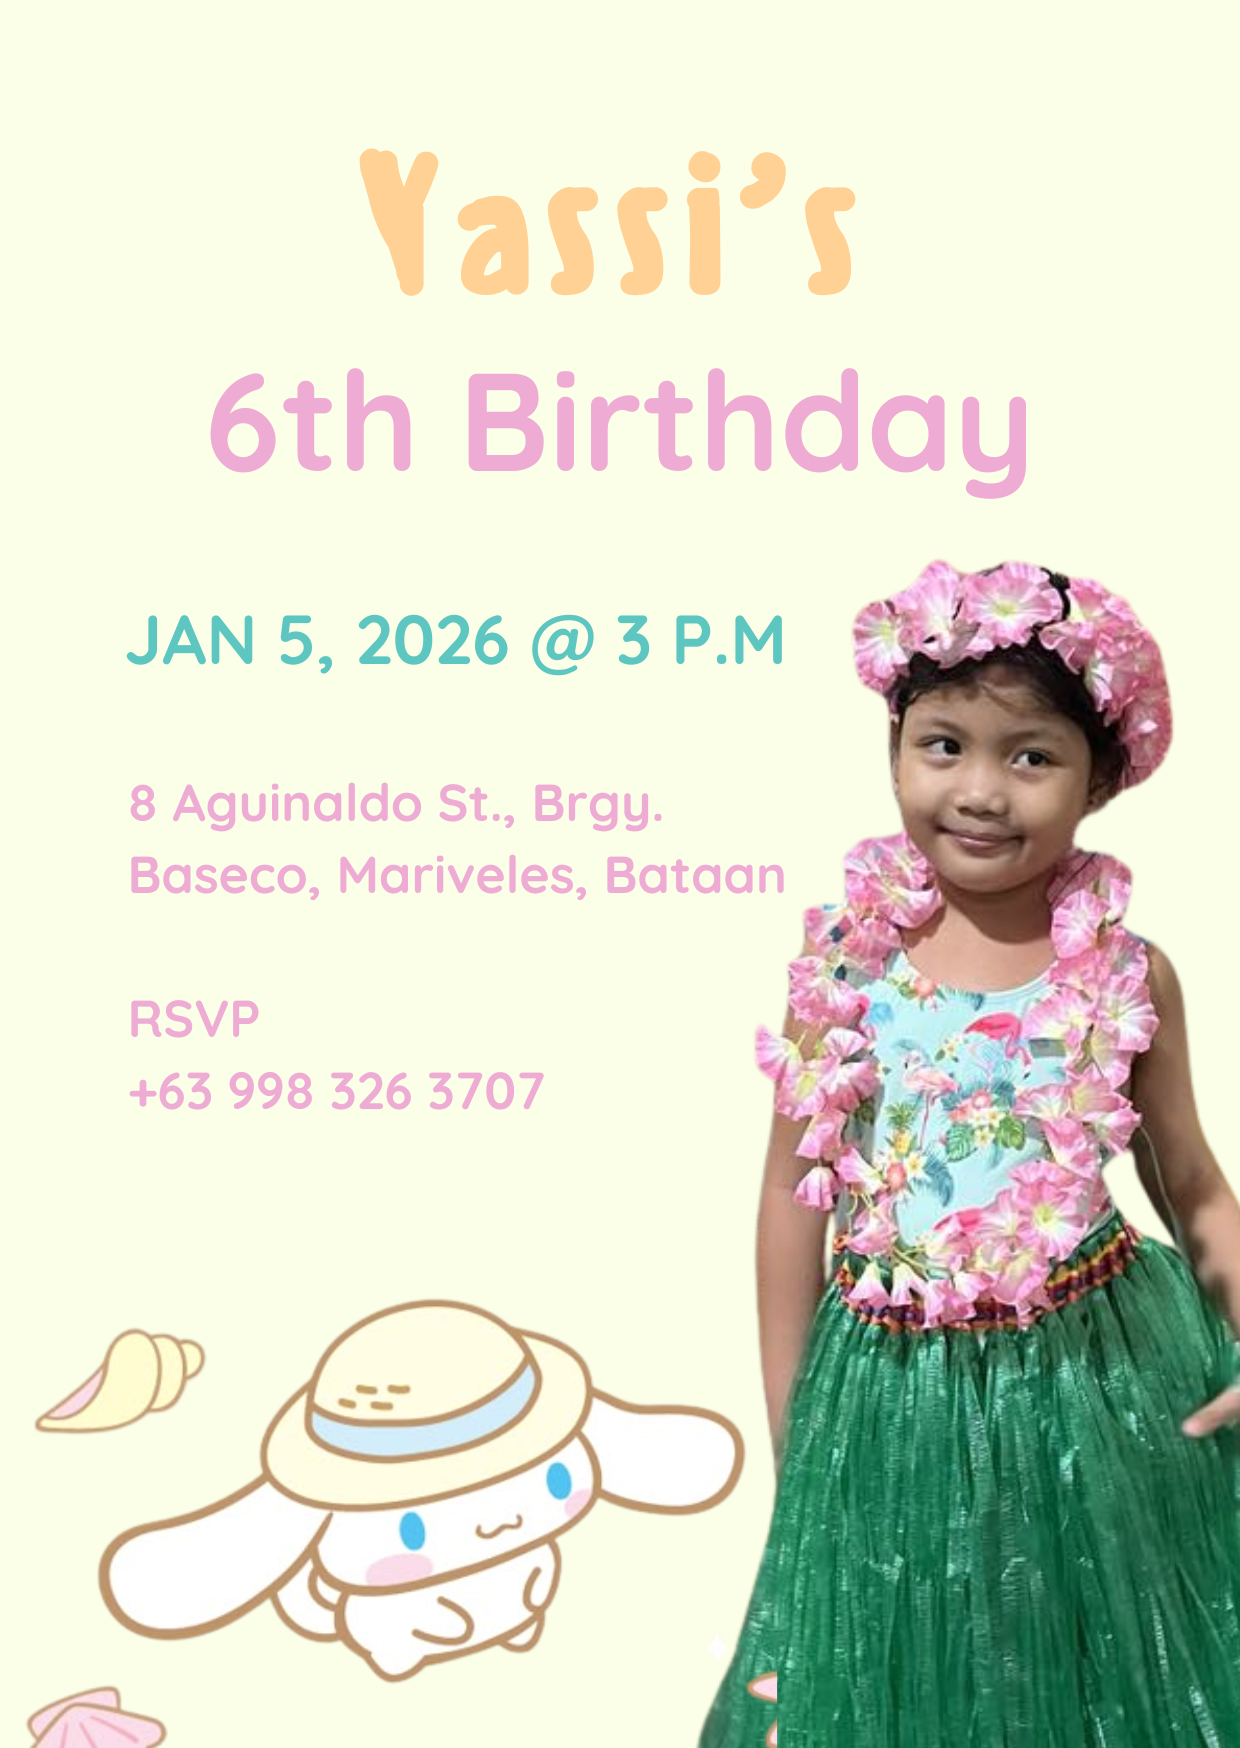 Yassi's
6th Birthday
JAN 5, 2026 @ 3 P.M
8 Aguinaldo St., Brgy.
Baseco, Mariveles, Bataan
RSVP
+63 998 326 3707